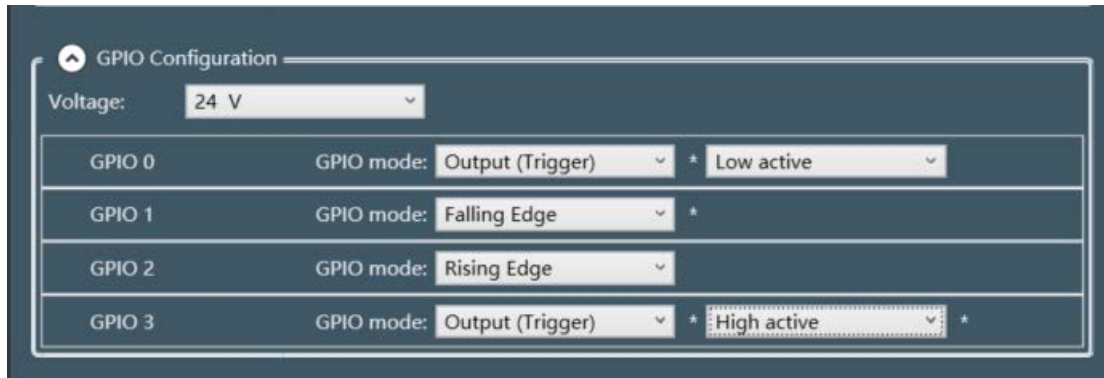 GPIO Configuration
Voltage: 24 V
GPIO 0 GPIO mode: Output (Trigger) * Low active
GPIO 1 GPIO mode: Falling Edge *
GPIO 2 GPIO mode: Rising Edge
GPIO 3 GPIO mode: Output (Trigger) * High active *